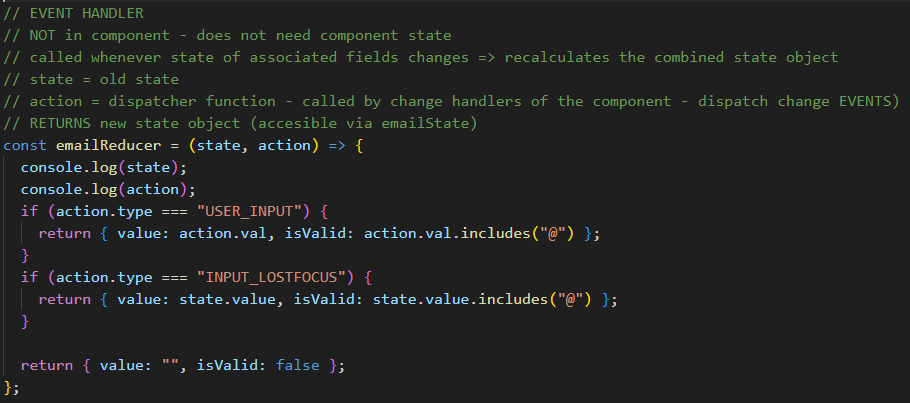 // EVENT HANDLER
// NOT in component - does not need component state
// called whenever state of associated fields changes => recalculates the combined state object
// state = old state
// action = dispatcher function - called by change handlers of the component - dispatch change EVENTS)
// RETURNS new state object (accesible via emailState)
const emailReducer = (state, action) => {
  console.log(state);
  console.log(action);
  if (action.type === "USER_INPUT") {
    return { value: action.val, isValid: action.val.includes("@") };
  }
  if (action.type === "INPUT_LOSTFOCUS") {
    return { value: state.value, isValid: state.value.includes("@") };
  }

  return { value: "", isValid: false };
};